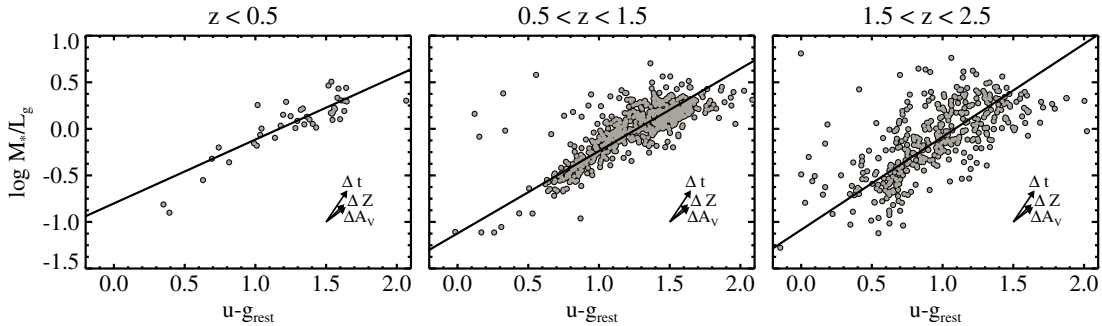 z < 0.5
0.5 < z < 1.5
1.5 < z < 2.5
log M*/Lg
1.0
0.5
0.0
-0.5
-1.0
-1.5
Δ t
Δ Z
ΔAV
Δ t
Δ Z
ΔAV
Δ t
Δ Z
ΔAV
0.0 0.5 1.0 1.5 2.0
0.0 0.5 1.0 1.5 2.0
0.0 0.5 1.0 1.5 2.0
u-grest
u-grest
u-grest